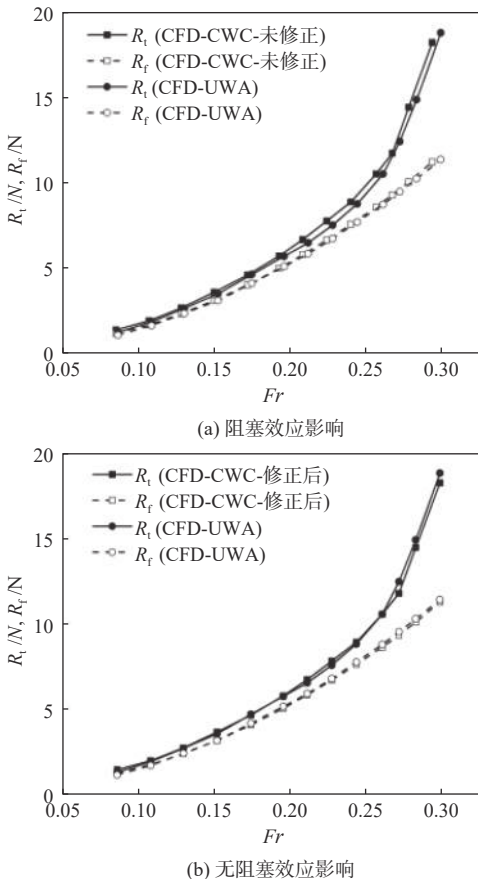 20
15
10
5
0
R_t/N, R_f/N
R_t (CFD-CWC-未修正)
R_f (CFD-CWC-未修正)
R_t (CFD-UWA)
R_f (CFD-UWA)
0.05 0.10 0.15 0.20 0.25 0.30
Fr
(a) 阻塞效应影响
20
15
10
5
0
R_t/N, R_f/N
R_t (CFD-CWC-修正后)
R_f (CFD-CWC-修正后)
R_t (CFD-UWA)
R_f (CFD-UWA)
0.05 0.10 0.15 0.20 0.25 0.30
Fr
(b) 无阻塞效应影响